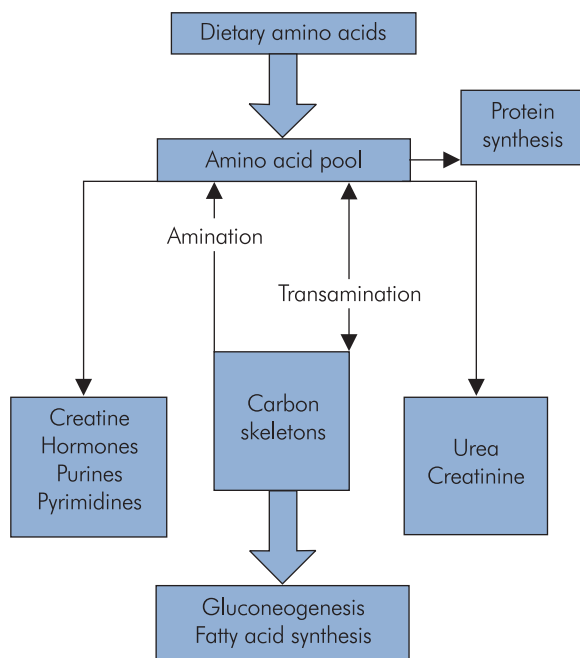 Dietary amino acids
Protein
synthesis
Amino acid pool
Amination
Transamination
Creatine
Hormones
Purines
Pyrimidines
Carbon
skeletons
Urea
Creatinine
Gluconeogenesis
Fatty acid synthesis